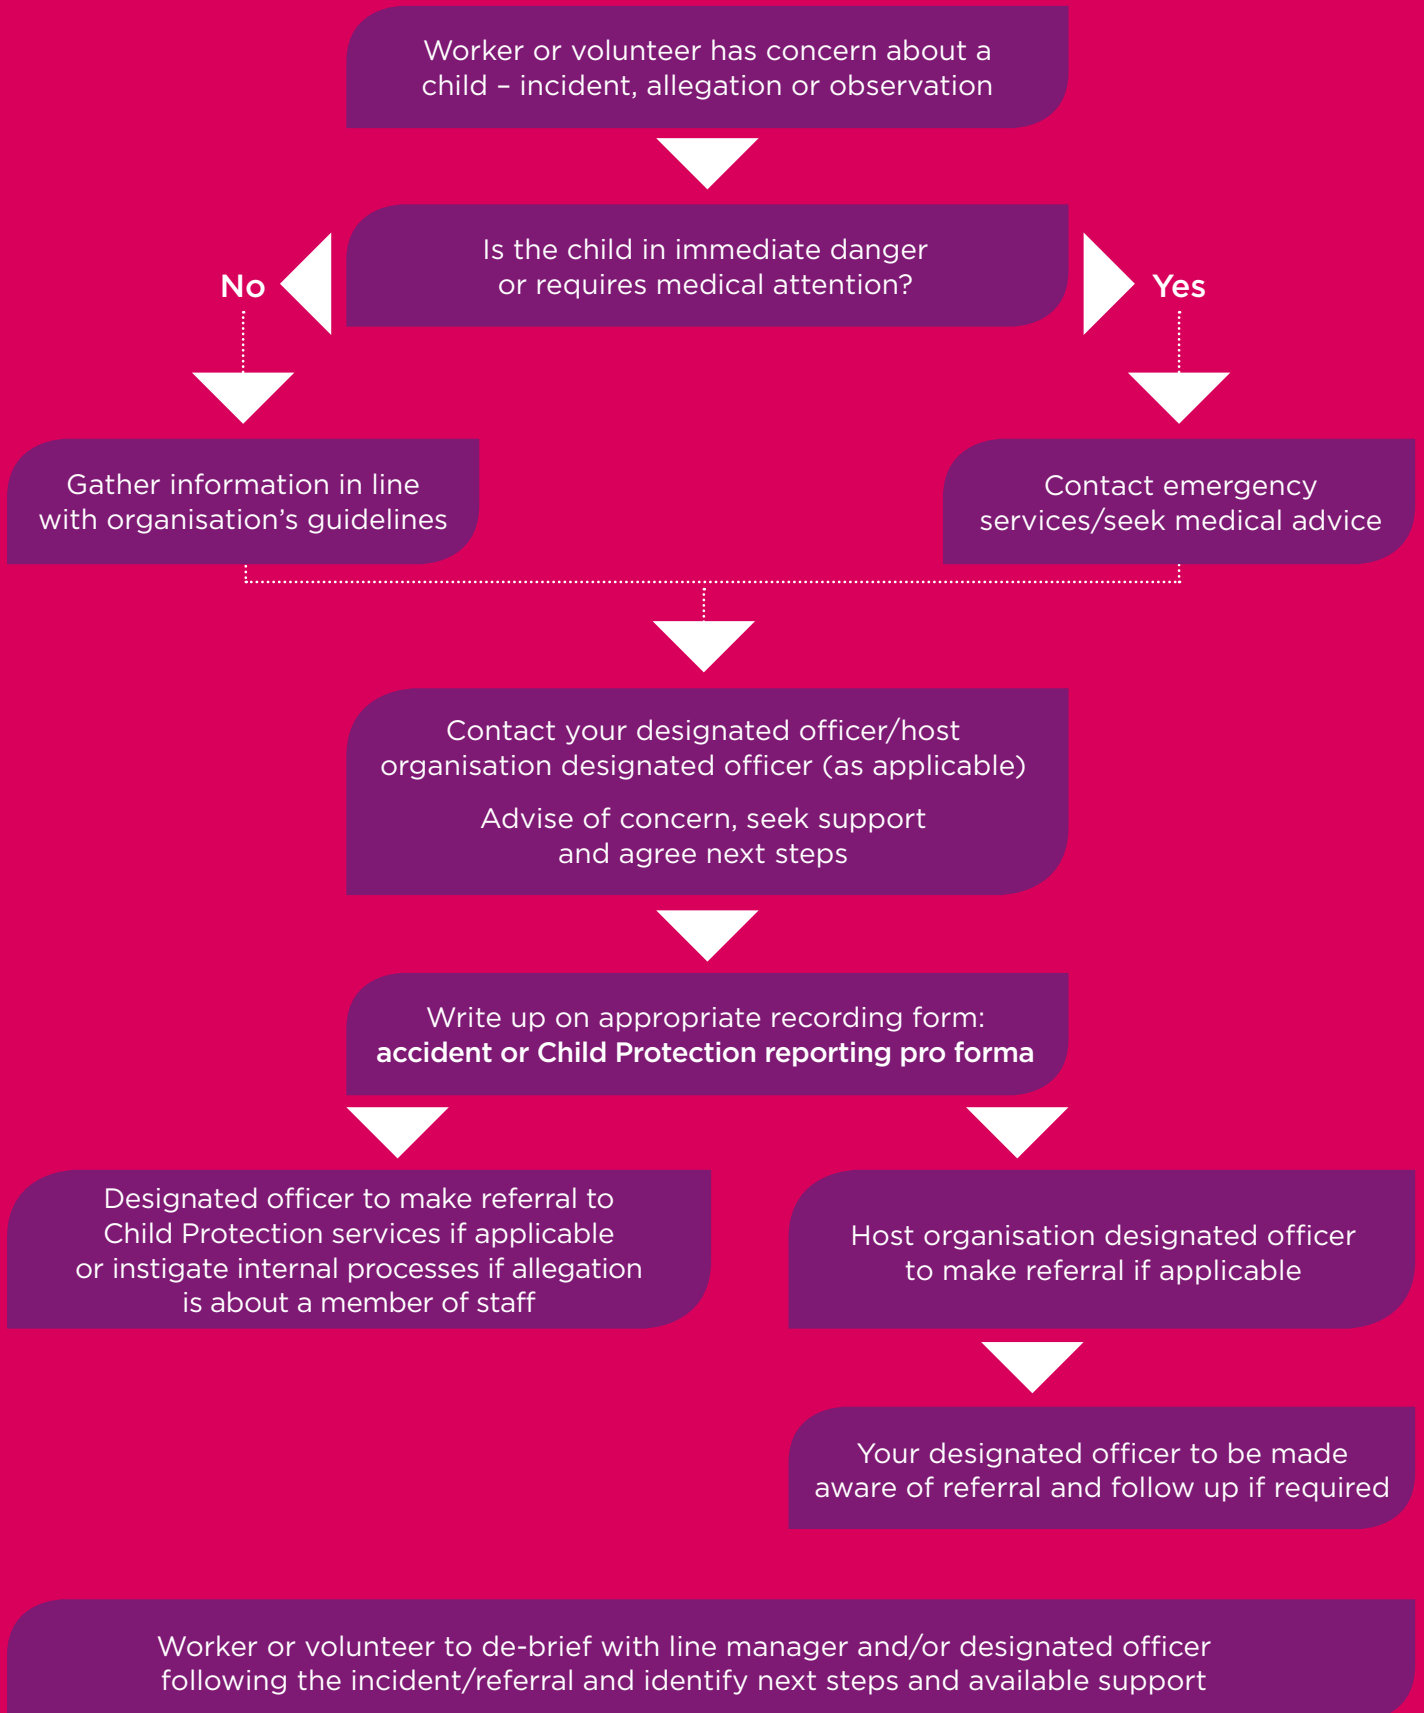 Worker or volunteer has concern about a
child – incident, allegation or observation
Is the child in immediate danger
or requires medical attention?
No
Yes
Gather information in line
with organisation’s guidelines
Contact emergency
services/seek medical advice
Contact your designated officer/host
organisation designated officer (as applicable)
Advise of concern, seek support
and agree next steps
Write up on appropriate recording form:
accident or Child Protection reporting pro forma
Designated officer to make referral to
Child Protection services if applicable
or instigate internal processes if allegation
is about a member of staff
Host organisation designated officer
to make referral if applicable
Your designated officer to be made
aware of referral and follow up if required
Worker or volunteer to de-brief with line manager and/or designated officer
following the incident/referral and identify next steps and available support